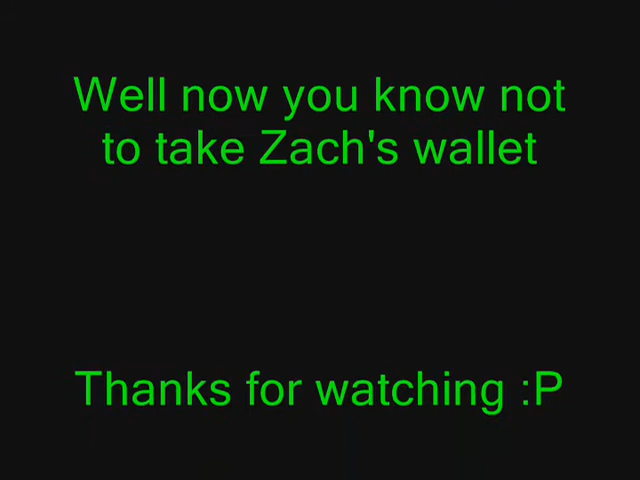 Well now you know not
to take Zach's wallet
Thanks for watching :P